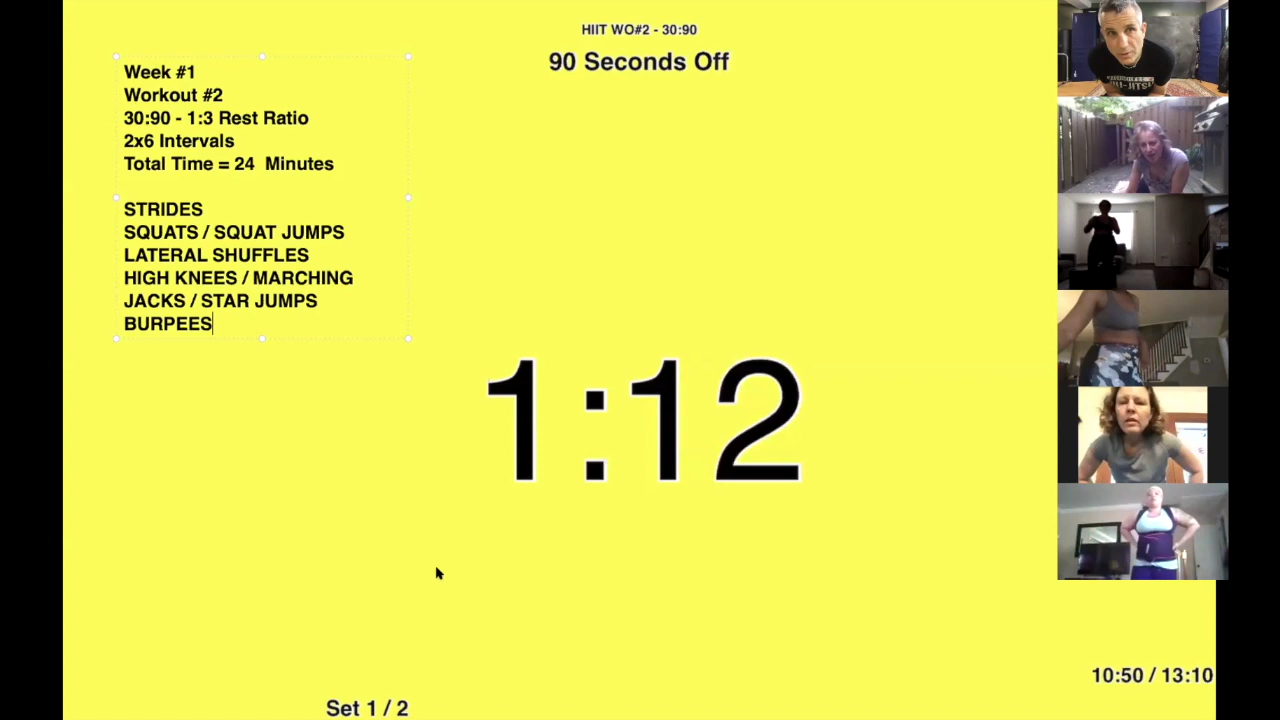 HIIT WO#2 - 30:90
90 Seconds Off
Week #1
Workout #2
30:90 - 1:3 Rest Ratio
2x6 Intervals
Total Time = 24 Minutes
STRIDES
SQUATS / SQUAT JUMPS
LATERAL SHUFFLES
HIGH KNEES / MARCHING
JACKS / STAR JUMPS
BURPEES
1:12
10:50 / 13:10
Set 1 / 2